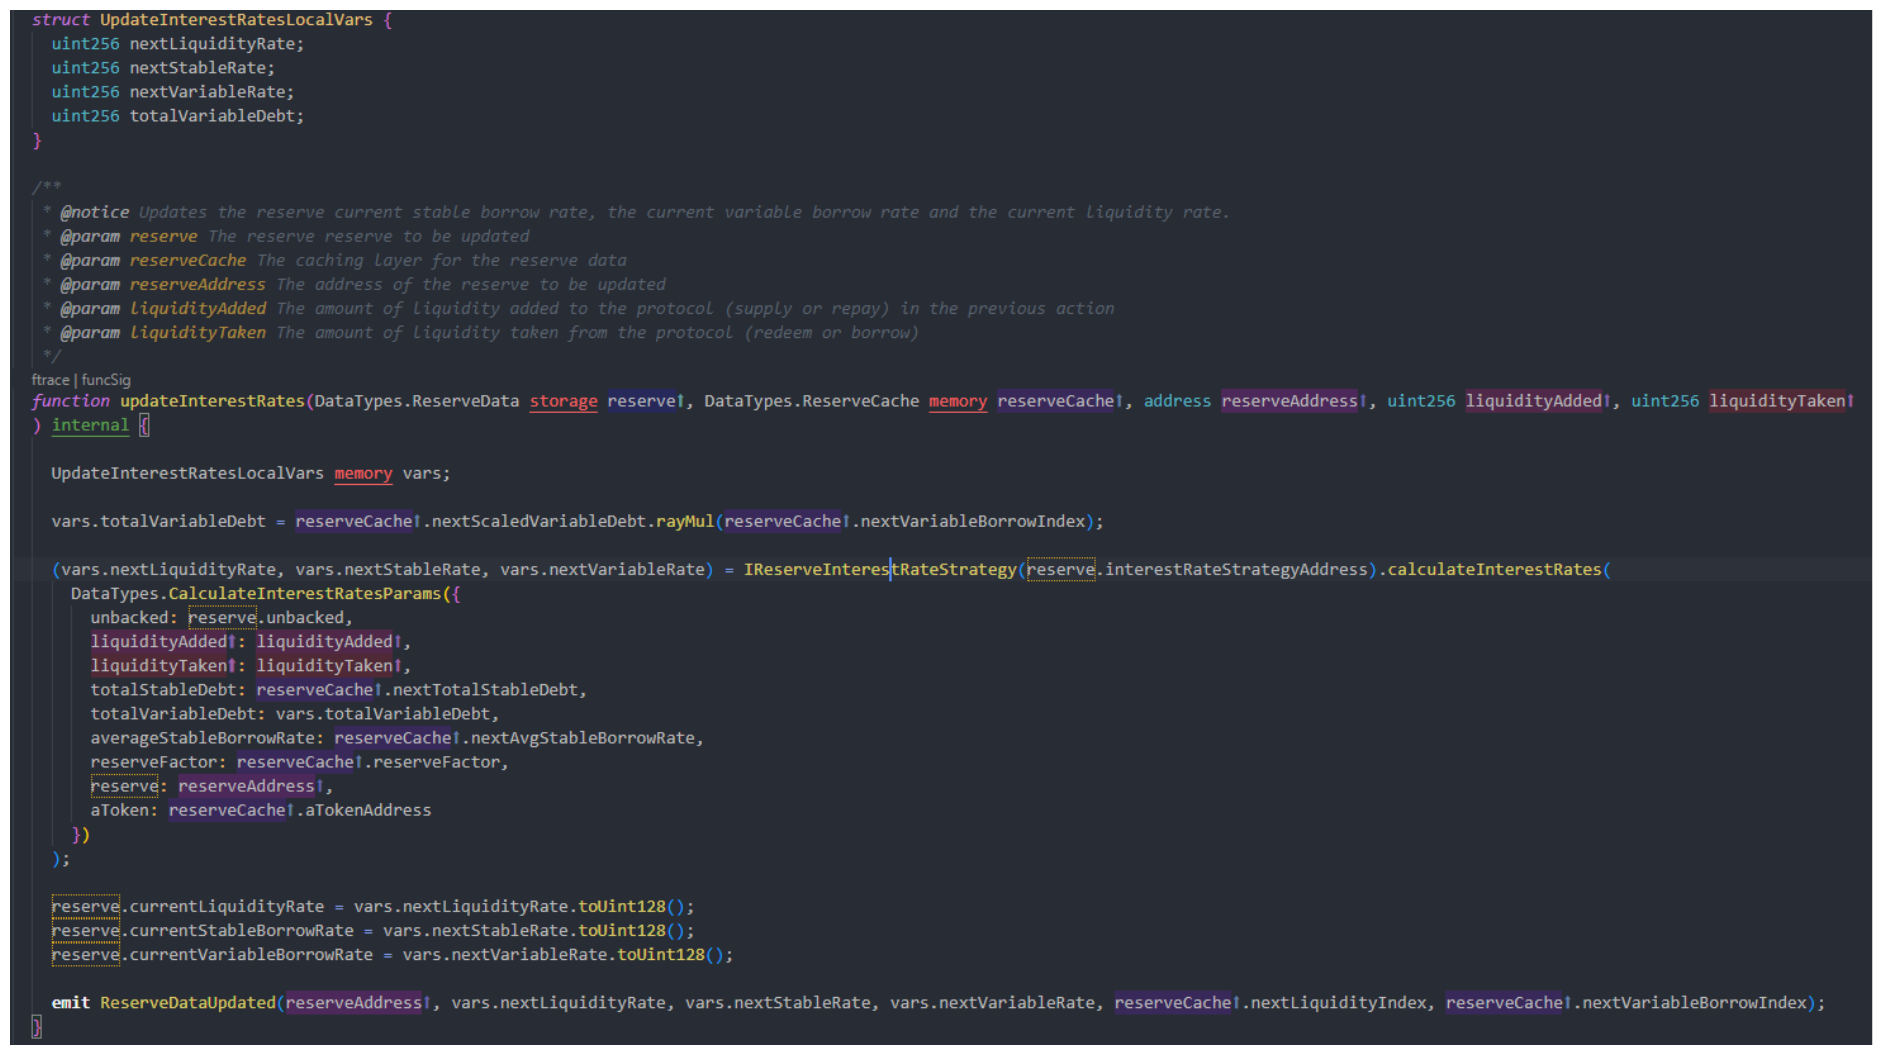 struct UpdateInterestRatesLocalVars {
uint256 nextLiquidityRate;
uint256 nextStableRate;
uint256 nextVariableRate;
uint256 totalVariableDebt;
}
/**
* @notice Updates the reserve current stable borrow rate, the current variable borrow rate and the current liquidity rate.
* @param reserve The reserve reserve to be updated
* @param reserveCache The caching layer for the reserve data
* @param reserveAddress The address of the reserve to be updated
* @param liquidityAdded The amount of liquidity added to the protocol (supply or repay) in the previous action
* @param liquidityTaken The amount of liquidity taken from the protocol (redeem or borrow)
*/
ftrace | funcSig
function updateInterestRates(DataTypes.ReserveData storage reserve⬆, DataTypes.ReserveCache memory reserveCache⬆, address reserveAddress⬆, uint256 liquidityAdded⬆, uint256 liquidityTaken⬆
) internal {
UpdateInterestRatesLocalVars memory vars;
vars.totalVariableDebt = reserveCache⬆.nextScaledVariableDebt.rayMul(reserveCache⬆.nextVariableBorrowIndex);
(vars.nextLiquidityRate, vars.nextStableRate, vars.nextVariableRate) = IReserveInterestRateStrategy(reserve.interestRateStrategyAddress).calculateInterestRates(
DataTypes.CalculateInterestRatesParams({
unbacked: reserve.unbacked,
liquidityAdded⬆: liquidityAdded⬆,
liquidityTaken⬆: liquidityTaken⬆,
totalStableDebt: reserveCache⬆.nextTotalStableDebt,
totalVariableDebt: vars.totalVariableDebt,
averageStableBorrowRate: reserveCache⬆.nextAvgStableBorrowRate,
reserveFactor: reserveCache⬆.reserveFactor,
reserve: reserveAddress⬆,
aToken: reserveCache⬆.aTokenAddress
})
);
reserve.currentLiquidityRate = vars.nextLiquidityRate.toUint128();
reserve.currentStableBorrowRate = vars.nextStableRate.toUint128();
reserve.currentVariableBorrowRate = vars.nextVariableRate.toUint128();
emit ReserveDataUpdated(reserveAddress⬆, vars.nextLiquidityRate, vars.nextStableRate, vars.nextVariableRate, reserveCache⬆.nextLiquidityIndex, reserveCache⬆.nextVariableBorrowIndex);
}